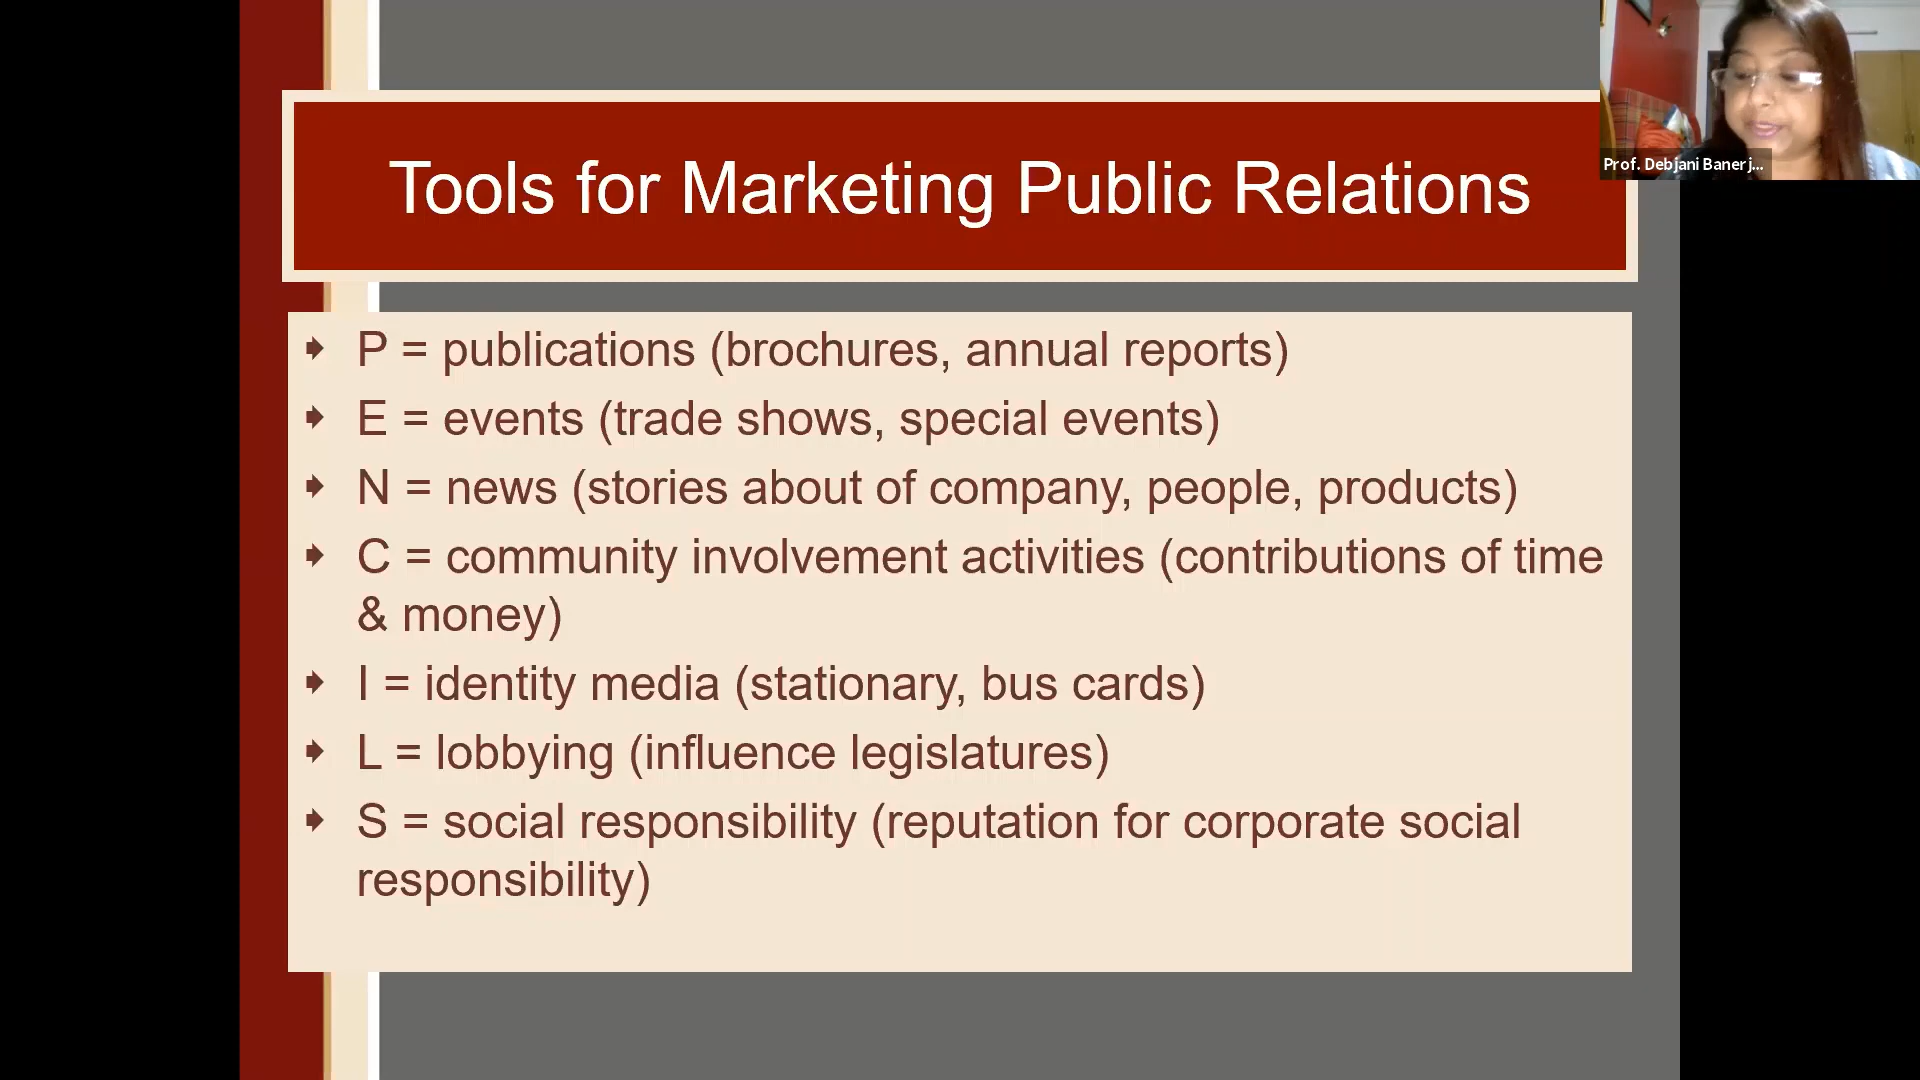 Tools for Marketing Public Relations
Prof. Debjani Banerj...
P = publications (brochures, annual reports)
E = events (trade shows, special events)
N = news (stories about of company, people, products)
C = community involvement activities (contributions of time
& money)
I = identity media (stationary, bus cards)
L = lobbying (influence legislatures)
S = social responsibility (reputation for corporate social
responsibility)